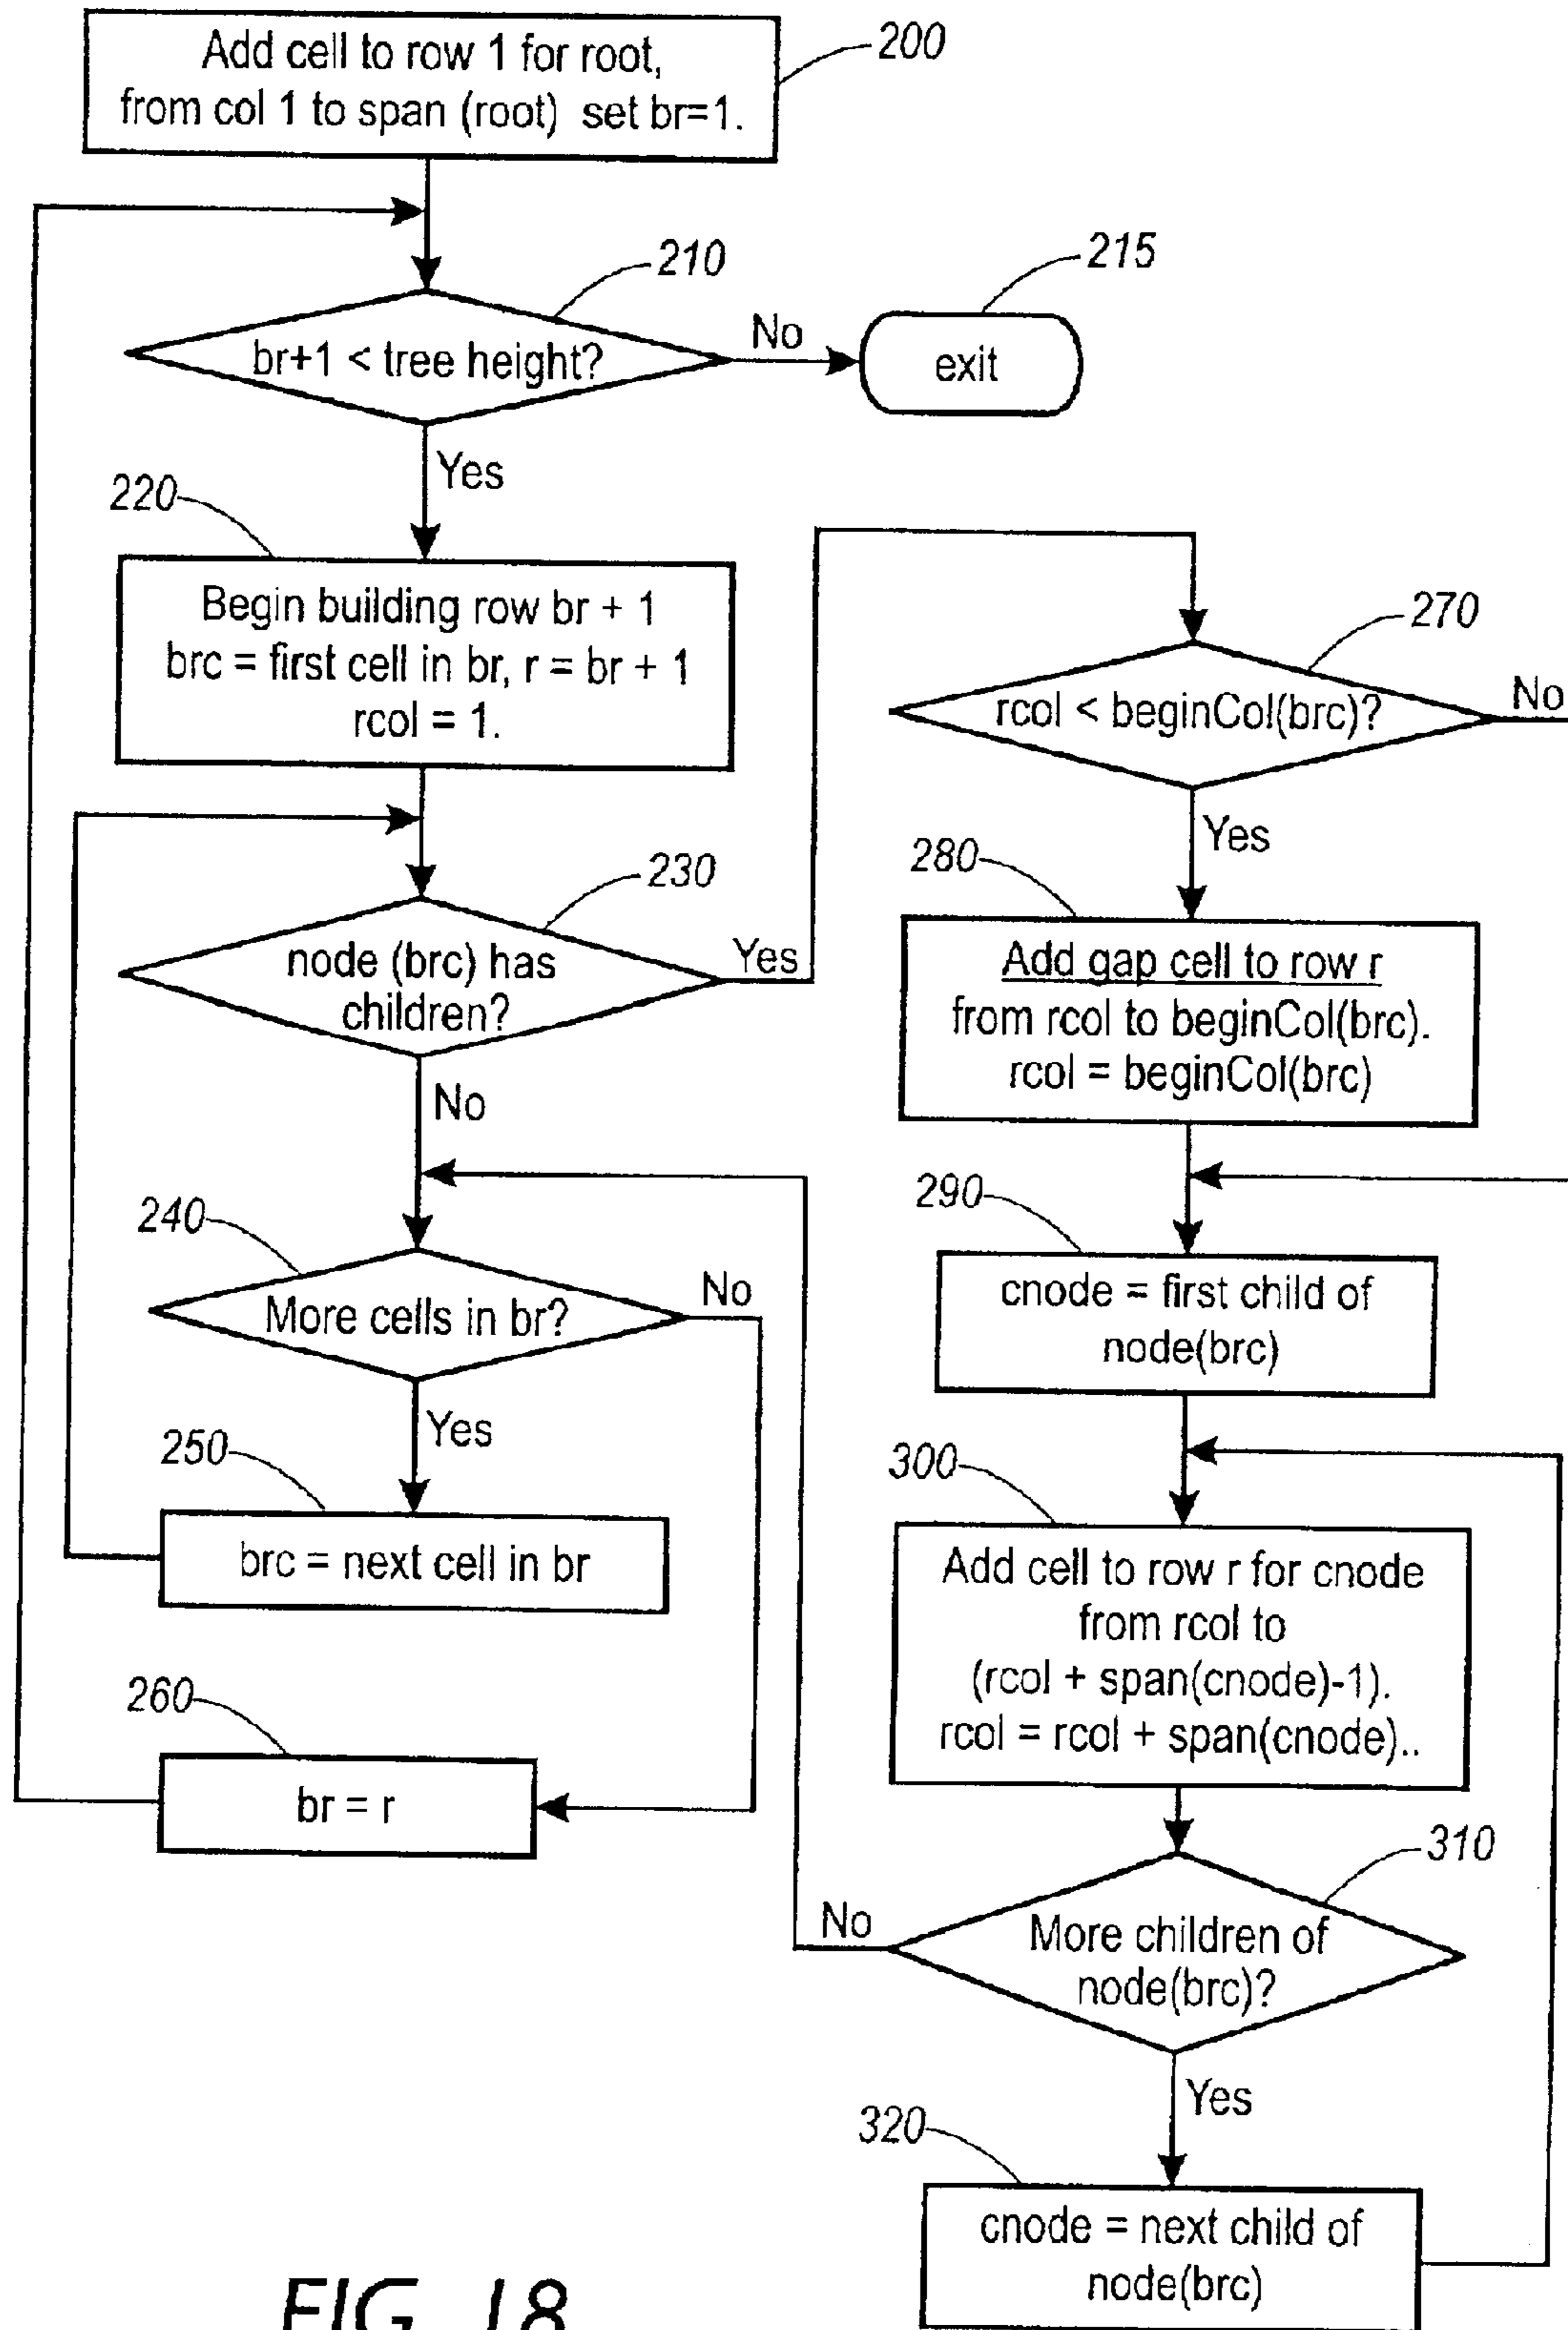 Add cell to row 1 for root,
from col 1 to span (root) set br=1.
200
210
br+1 < tree height?
No
215
exit
Yes
220
Begin building row br + 1
brc = first cell in br, r = br + 1
rcol = 1.
230
node (brc) has
children?
Yes
No
240
More cells in br?
No
Yes
250
brc = next cell in br
260
br = r
270
rcol < beginCol(brc)?
No
Yes
280
Add gap cell to row r
from rcol to beginCol(brc).
rcol = beginCol(brc)
290
cnode = first child of
node(brc)
300
Add cell to row r for cnode
from rcol to
(rcol + span(cnode)-1).
rcol = rcol + span(cnode)..
310
More children of
node(brc)?
No
Yes
320
cnode = next child of
node(brc)
FIG. 18